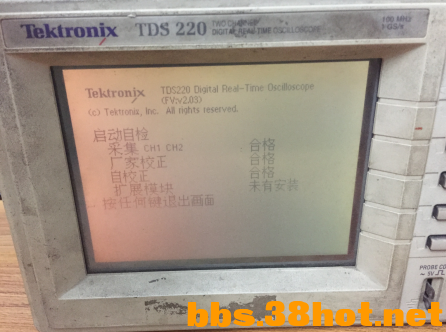 Tektronix TDS 220 TWO CHANNEL DIGITAL REAL-TIME OSCILLOSCOPE 100 MHz 1 GS/s
Tektronix TDS220 Digital Real-Time Oscilloscope
(FV:v2.03)
(c) Tektronix, Inc. All rights reserved.
启动自检
采集 CH1 CH2 合格
厂家校正 合格
自校正 合格
扩展模块 未有安装
按任何键退出画面
PROBE CO
~ 5V
bbs.38hot.net